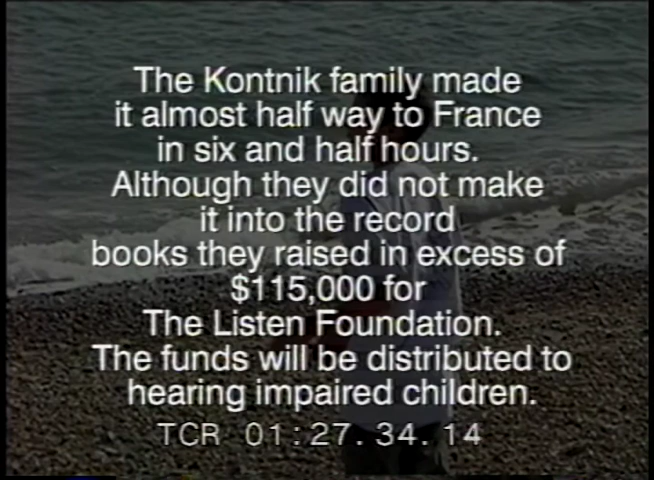 The Kontnik family made
it almost half way to France
in six and half hours.
Although they did not make
it into the record
books they raised in excess of
$115,000 for
The Listen Foundation.
The funds will be distributed to
hearing impaired children.
TCR 01:27.34.14